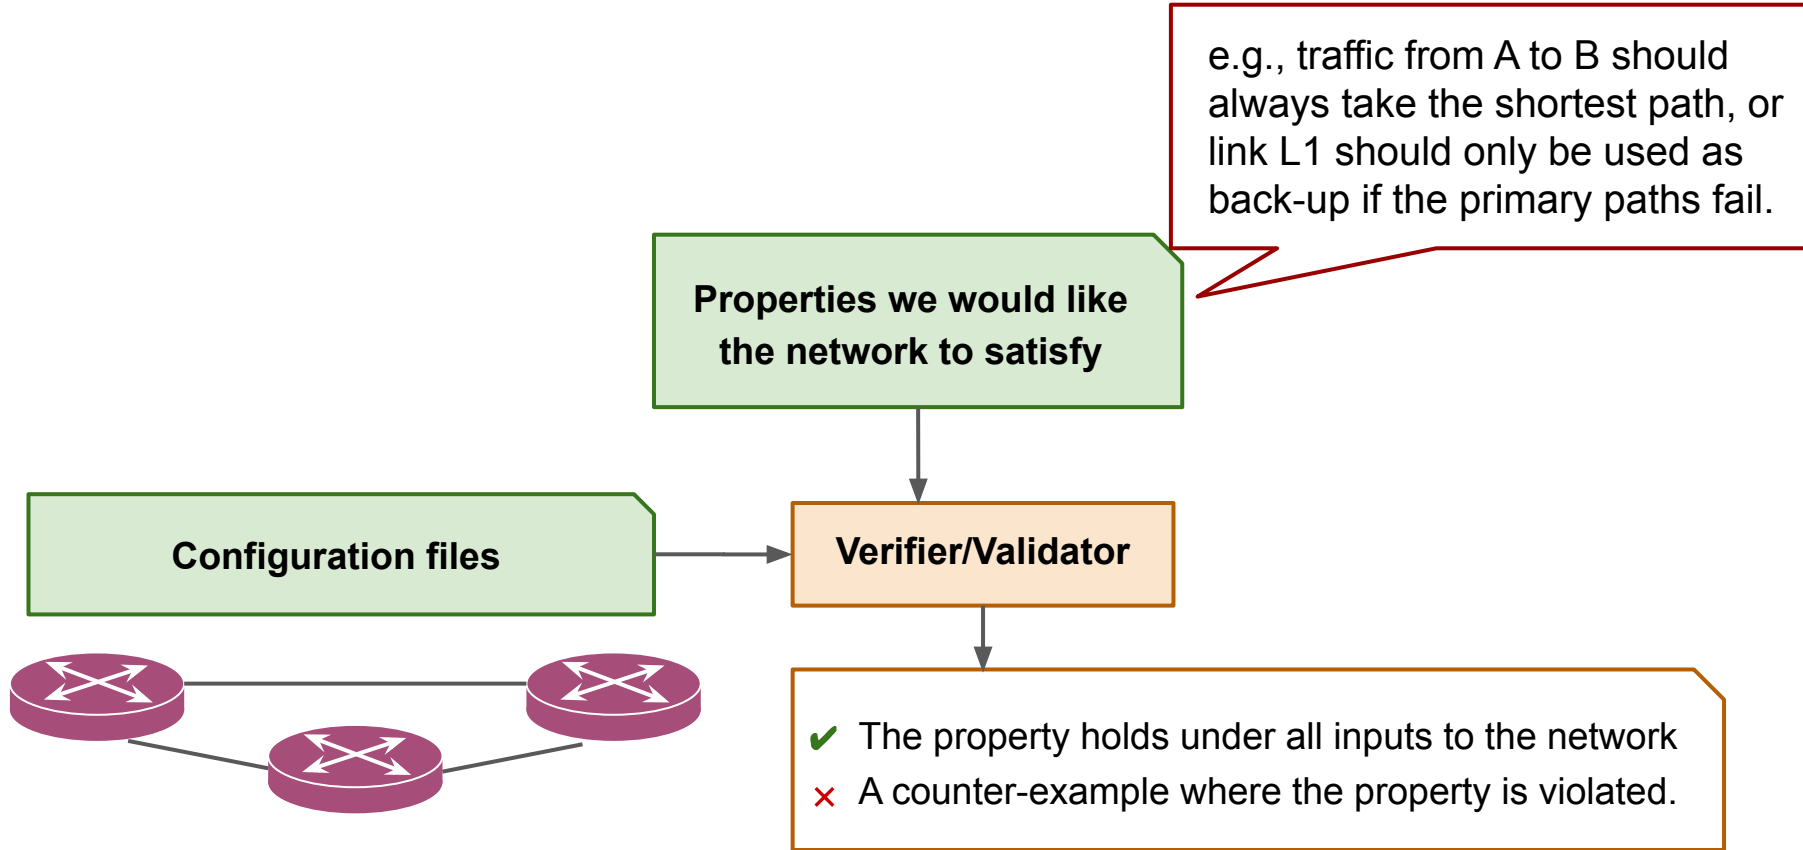 e.g., traffic from A to B should
always take the shortest path, or
link L1 should only be used as
back-up if the primary paths fail.
Properties we would like
the network to satisfy
Configuration files
Verifier/Validator
✔ The property holds under all inputs to the network
× A counter-example where the property is violated.